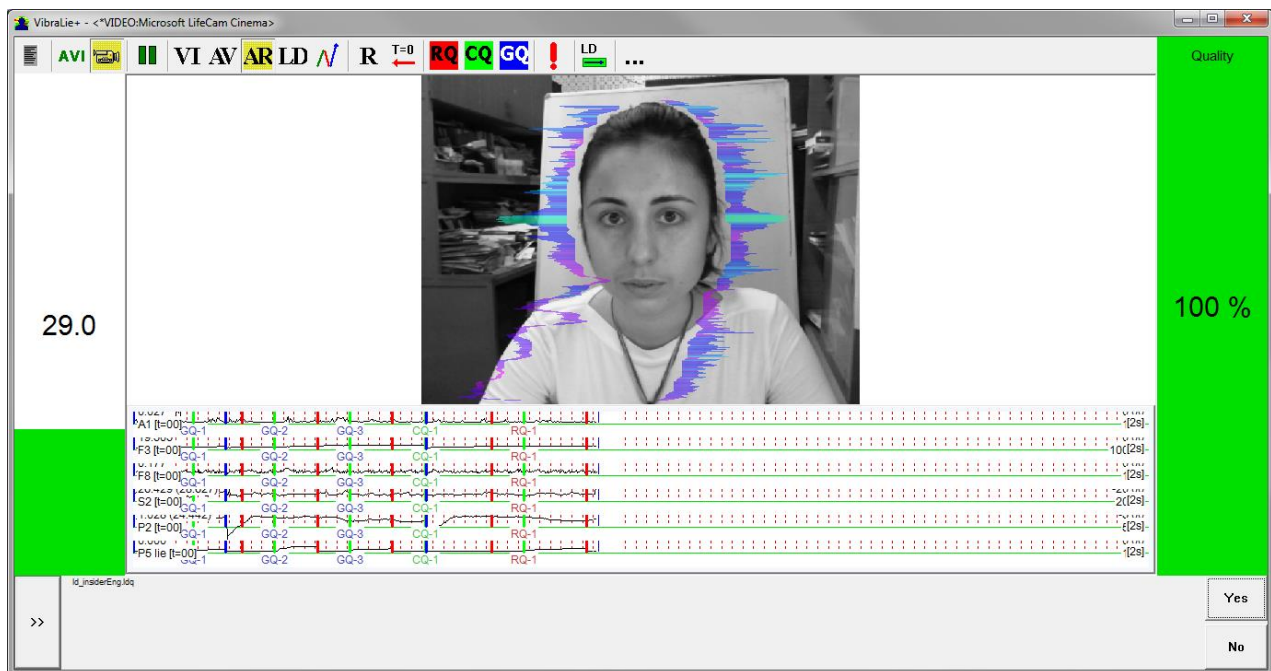 VibraLie+ - <*VIDEO:Microsoft LifeCam Cinema>
AVI VI AV AR LD R T=0 RQ CQ GQ LD ...
Quality
29.0
100 %
A1 [t=00] GQ-1 GQ-2 GQ-3 CQ-1 RQ-1 [2s]
F3 [t=00] GQ-1 GQ-2 GQ-3 CQ-1 RQ-1 [2s]
F8 [t=00] GQ-1 GQ-2 GQ-3 CQ-1 RQ-1 [2s]
S2 [t=00] GQ-1 GQ-2 GQ-3 CQ-1 RQ-1 [2s]
P2 [t=00] GQ-1 GQ-2 GQ-3 CQ-1 RQ-1 [2s]
P5 lie [t=00] GQ-1 GQ-2 GQ-3 CQ-1 RQ-1 [2s]
ld_insiderEng.ldq
>>
Yes
No